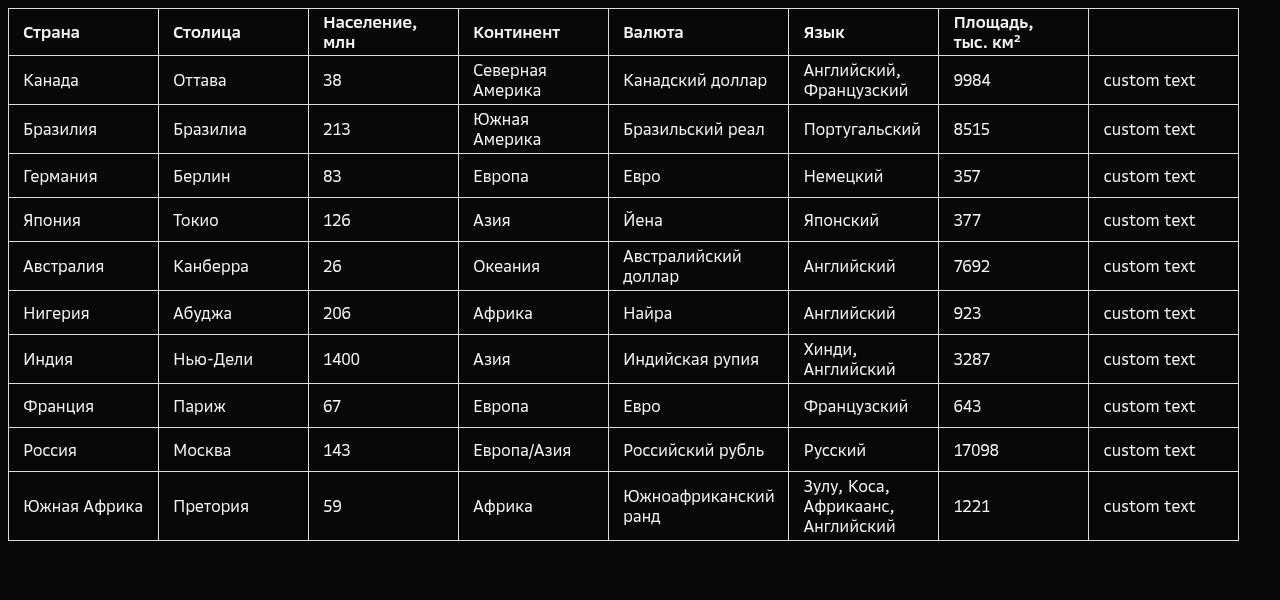 Страна
Столица
Население,
млн
Континент
Валюта
Язык
Площадь,
тыс. км²
Канада
Оттава
38
Северная
Америка
Канадский доллар
Английский,
Французский
9984
custom text
Бразилия
Бразилиа
213
Южная
Америка
Бразильский реал
Португальский
8515
custom text
Германия
Берлин
83
Европа
Евро
Немецкий
357
custom text
Япония
Токио
126
Азия
Йена
Японский
377
custom text
Австралия
Канберра
26
Океания
Австралийский
доллар
Английский
7692
custom text
Нигерия
Абуджа
206
Африка
Найра
Английский
923
custom text
Индия
Нью-Дели
1400
Азия
Индийская рупия
Хинди,
Английский
3287
custom text
Франция
Париж
67
Европа
Евро
Французский
643
custom text
Россия
Москва
143
Европа/Азия
Российский рубль
Русский
17098
custom text
Южная Африка
Претория
59
Африка
Южноафриканский
ранд
Зулу, Коса,
Африкаанс,
Английский
1221
custom text